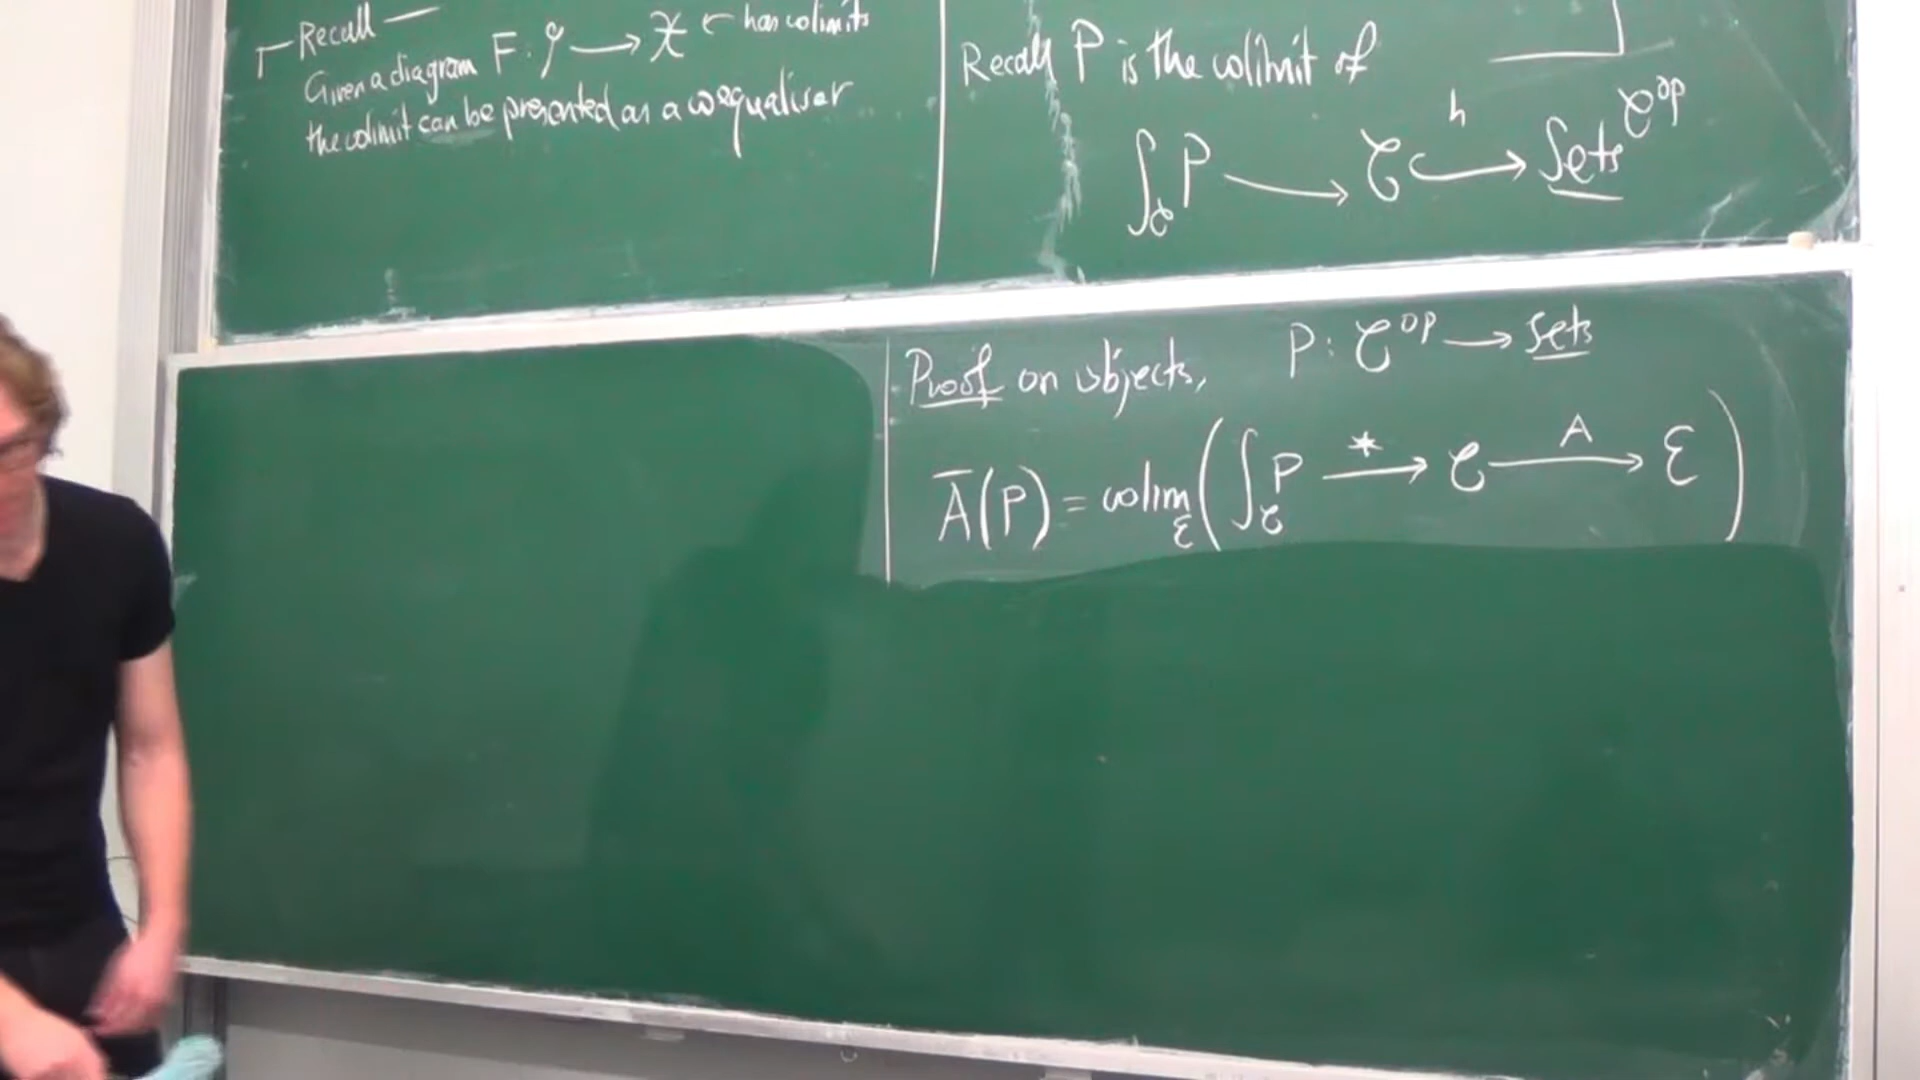 Recall
Given a diagram F : 𝒥 → 𝒳 ← has colimits
the colimit can be presented as a coequaliser
Recall P is the colimit of
∫_𝒞 P → 𝒞 ↪^h Sets^{𝒞^op}
Proof on objects, P : 𝒞^op → Sets
Ā(P) = colim_ℰ ( ∫_𝒞 P →^* 𝒞 →^A ℰ )